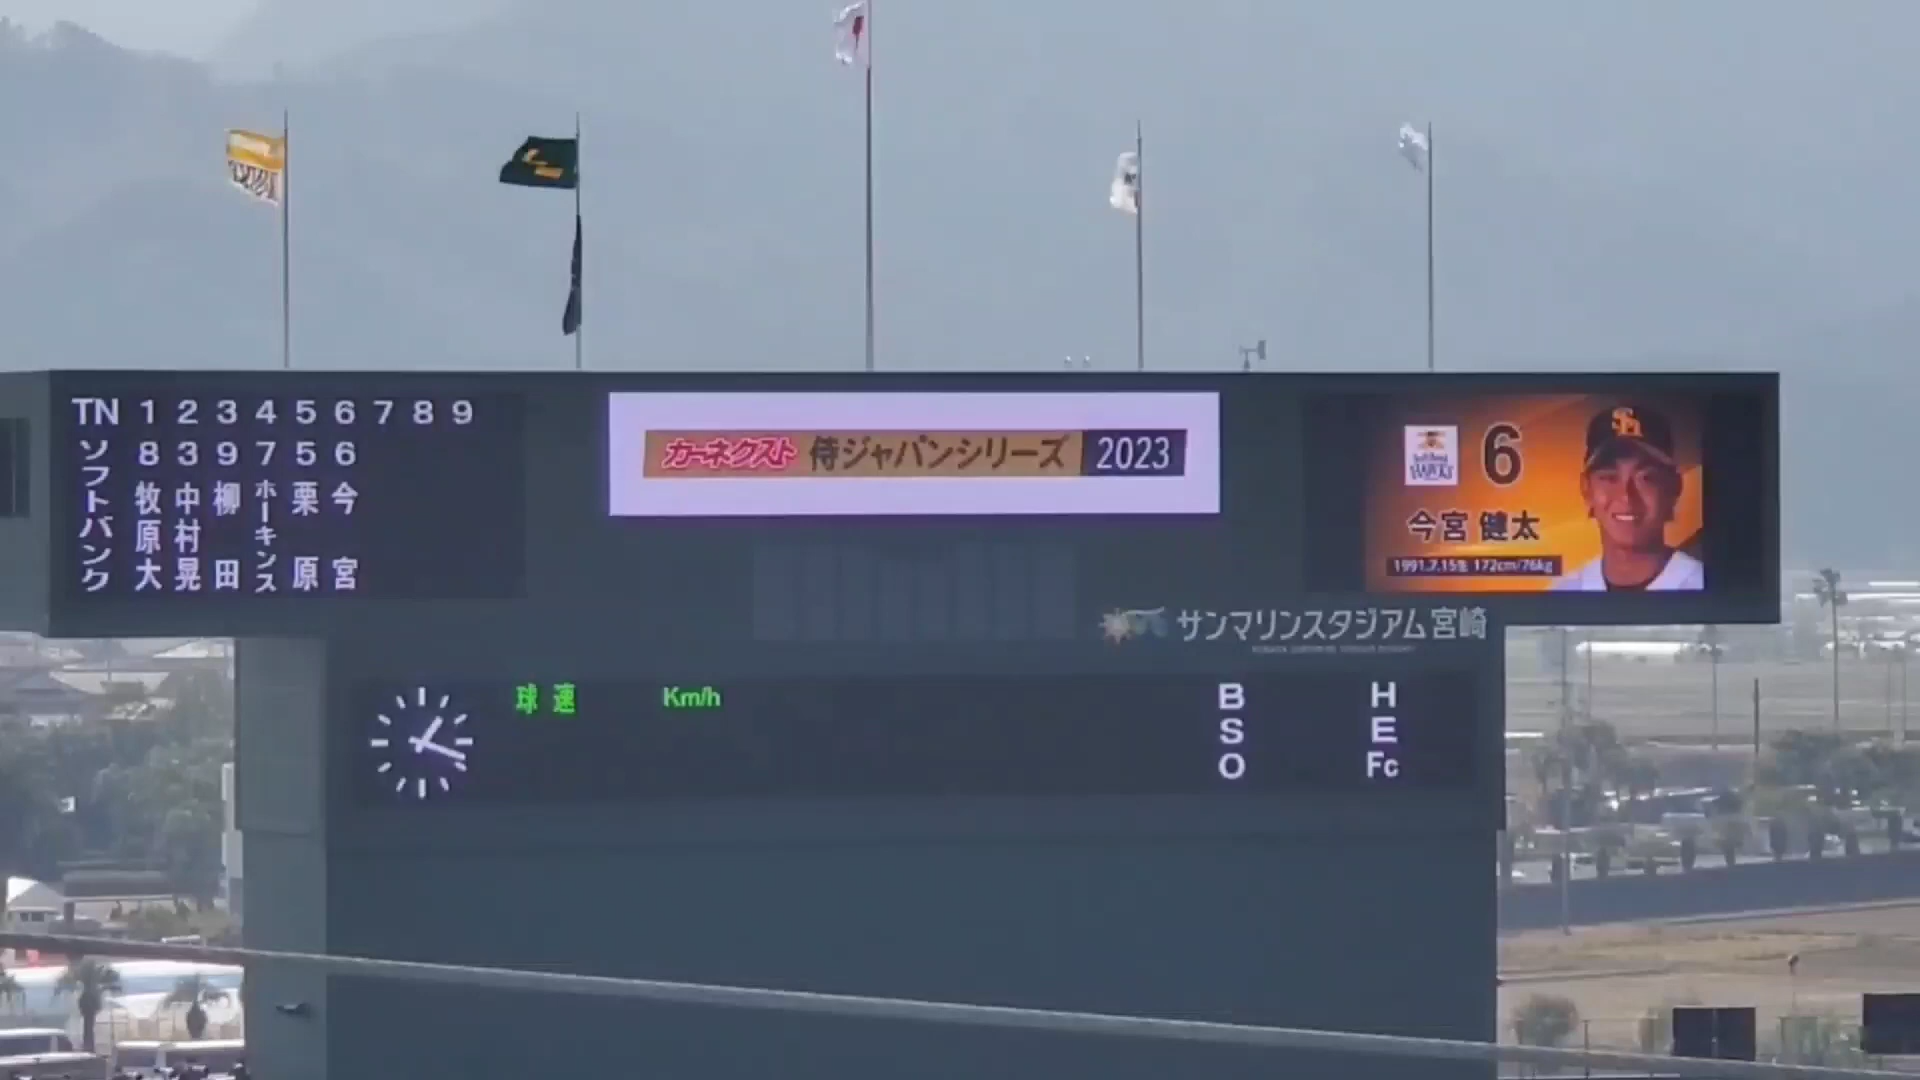 TN 1 2 3 4 5 6 7 8 9
8 3 9 7 5 6
ソフトバンク
牧原大
中村晃
柳田
ホーキンス
栗原
今宮
カーネクスト 侍ジャパンシリーズ 2023
HAWKS
6
今宮 健太
1991.7.15生 172cm/76kg
サンマリンスタジアム宮崎
球速 Km/h
B H
S E
O Fc